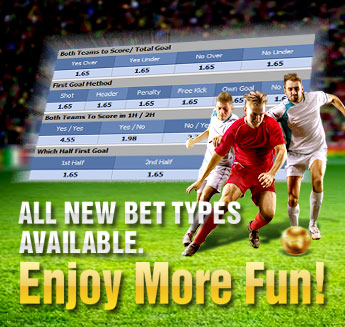 Both Teams to Score/ Total Goal
Yes Over Yes Under No Over No Under
1.65 1.65 1.65 1.65
First Goal Method
Shot Header Penalty Free Kick Own Goal No
1.65 1.65 1.65 1.65 1.65
Both Teams To Score in 1H / 2H
Yes / Yes Yes / No No / Yes
4.55 1.98
Which Half First Goal
1st Half 2nd Half
1.65 1.65
ALL NEW BET TYPES
AVAILABLE.
Enjoy More Fun!